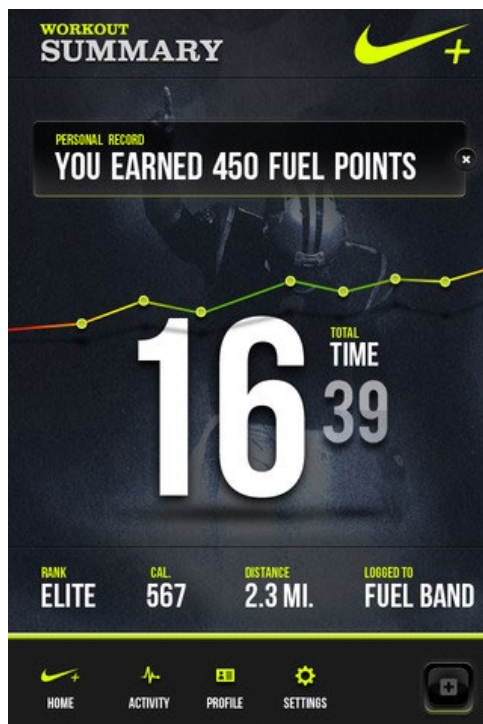 WORKOUT
SUMMARY
+
PERSONAL RECORD
YOU EARNED 450 FUEL POINTS
16
TOTAL
TIME
39
RANK
ELITE
CAL.
567
DISTANCE
2.3 MI.
LOGGED TO
FUEL BAND
HOME
ACTIVITY
PROFILE
SETTINGS